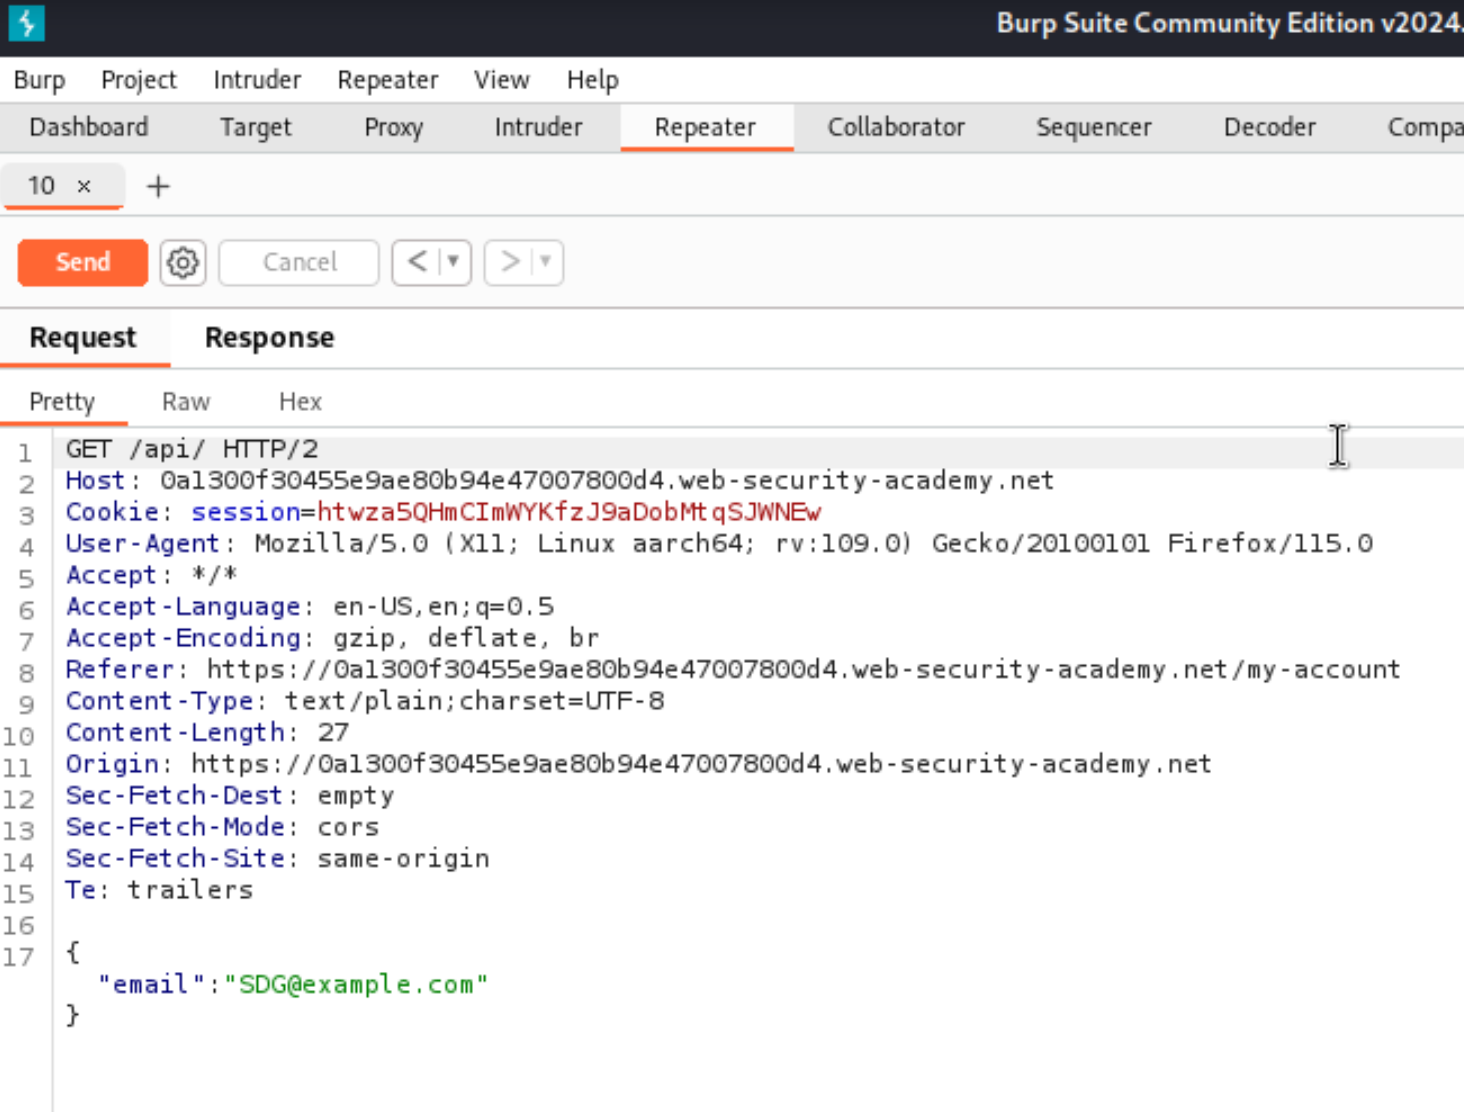 Burp Suite Community Edition v2024.
Burp Project Intruder Repeater View Help
Dashboard Target Proxy Intruder Repeater Collaborator Sequencer Decoder Compa
10 × +
Send Cancel < ▼ > ▼
Request Response
Pretty Raw Hex
1 GET /api/ HTTP/2
2 Host: 0a1300f30455e9ae80b94e47007800d4.web-security-academy.net
3 Cookie: session=htwza5QHmCImWYKfzJ9aDobMtqSJWNEw
4 User-Agent: Mozilla/5.0 (X11; Linux aarch64; rv:109.0) Gecko/20100101 Firefox/115.0
5 Accept: */*
6 Accept-Language: en-US,en;q=0.5
7 Accept-Encoding: gzip, deflate, br
8 Referer: https://0a1300f30455e9ae80b94e47007800d4.web-security-academy.net/my-account
9 Content-Type: text/plain;charset=UTF-8
10 Content-Length: 27
11 Origin: https://0a1300f30455e9ae80b94e47007800d4.web-security-academy.net
12 Sec-Fetch-Dest: empty
13 Sec-Fetch-Mode: cors
14 Sec-Fetch-Site: same-origin
15 Te: trailers
16
17 {
"email":"SDG@example.com"
}